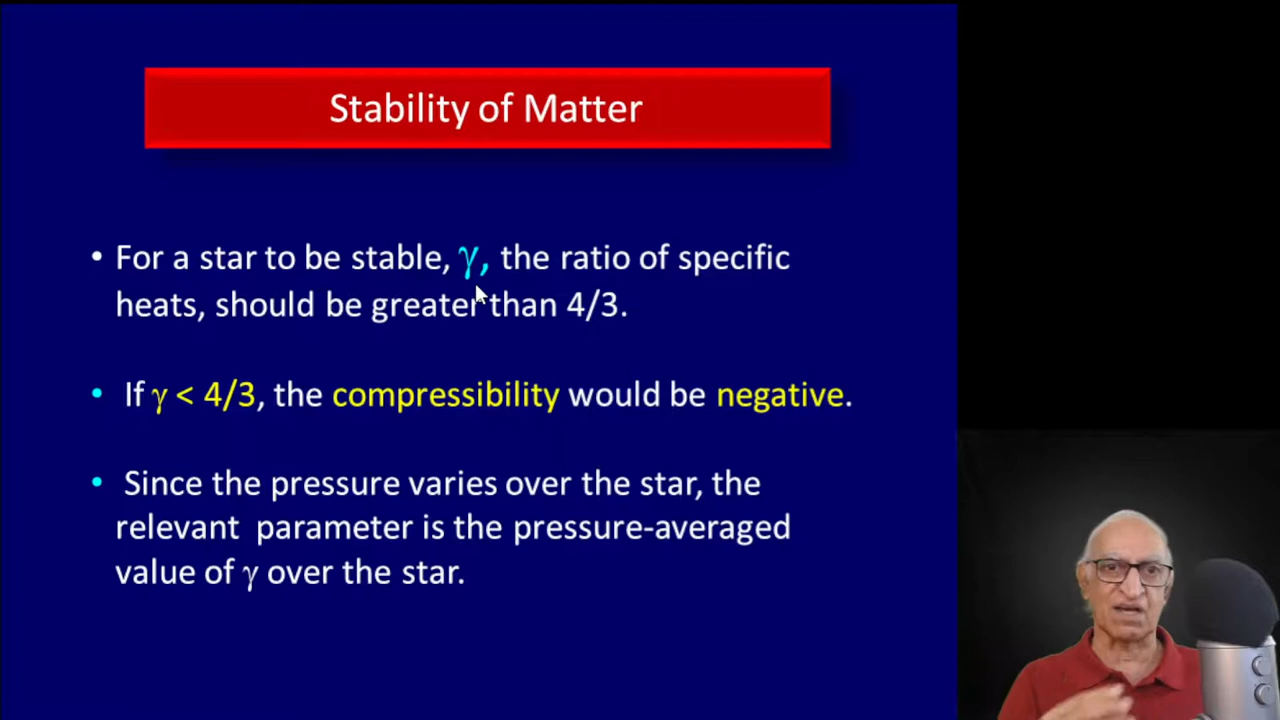 Stability of Matter
• For a star to be stable, γ, the ratio of specific
heats, should be greater than 4/3.
• If γ < 4/3, the compressibility would be negative.
• Since the pressure varies over the star, the
relevant parameter is the pressure-averaged
value of γ over the star.